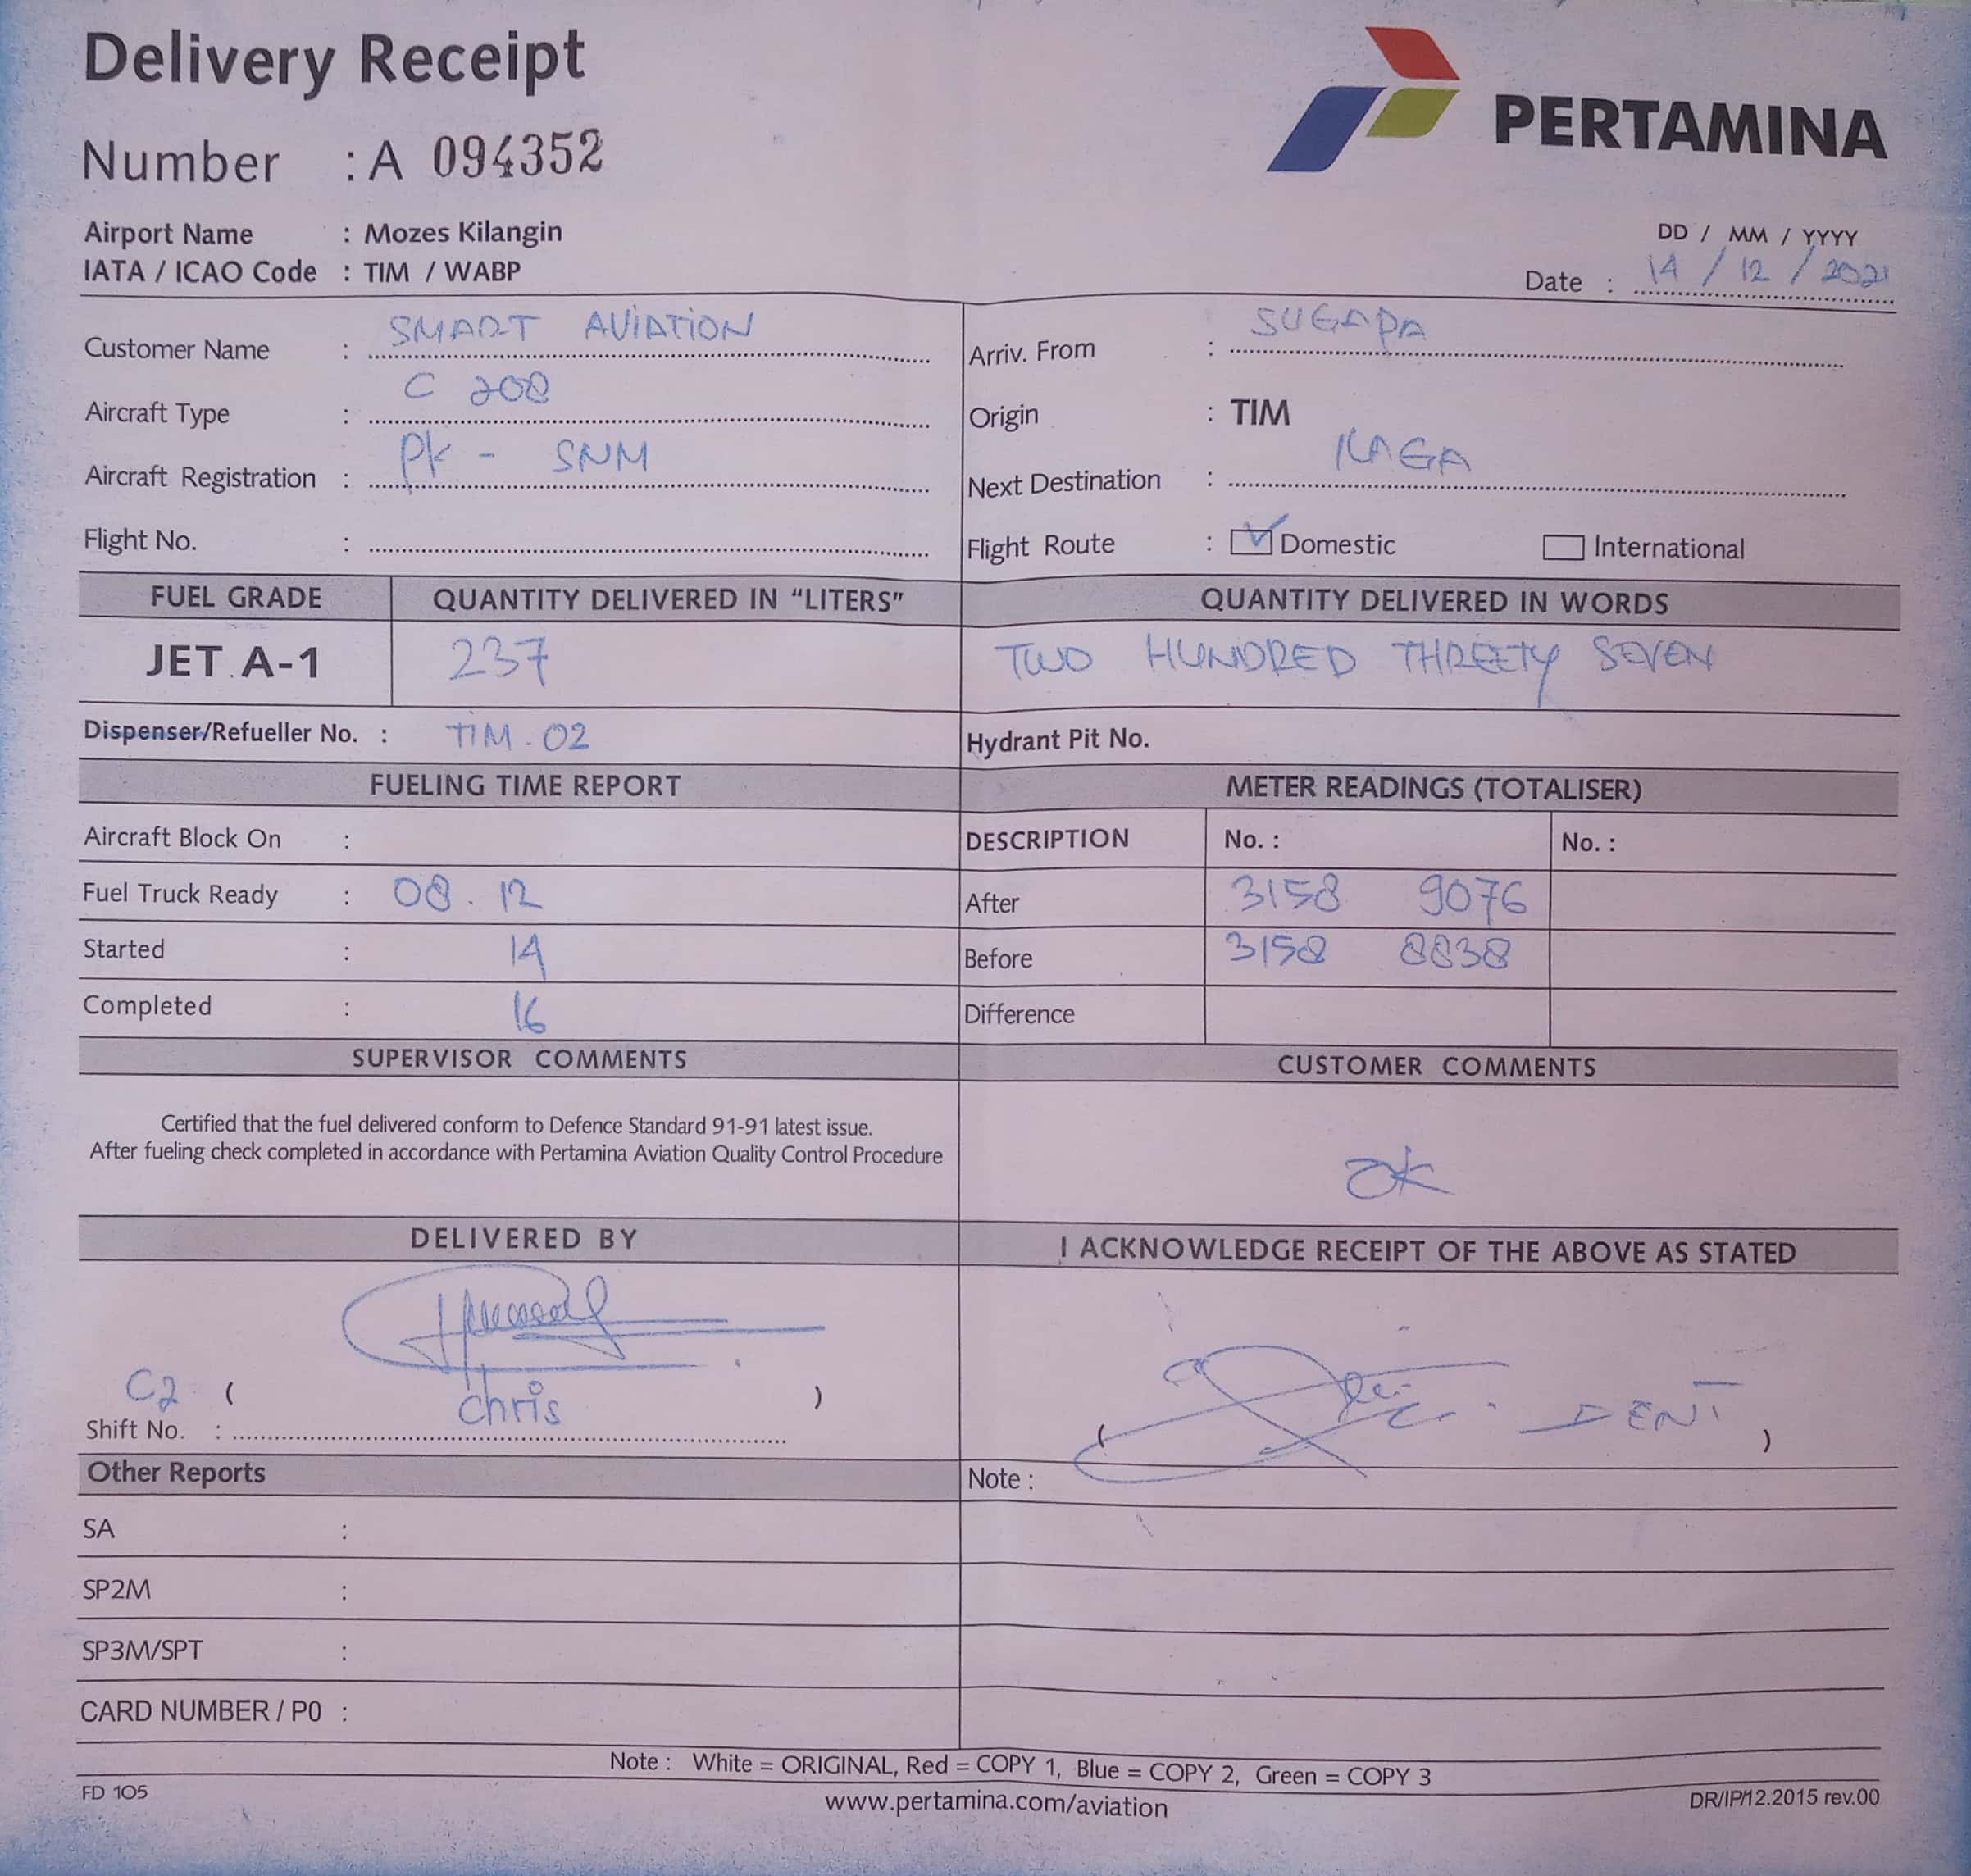 Delivery Receipt
PERTAMINA
Number : A 094352
Airport Name : Mozes Kilangin
IATA / ICAO Code : TIM / WABP
DD / MM / YYYY
Date : 14 / 12 / 2021
Customer Name : SMART AVIATION
Arriv. From : SUGAPA
Aircraft Type : C 208
Origin : TIM
Aircraft Registration : PK - SNM
Next Destination : ILAGA
Flight No. :
Flight Route : Domestic International
FUEL GRADE QUANTITY DELIVERED IN "LITERS" QUANTITY DELIVERED IN WORDS
JET A-1 237 TWO HUNDRED THREETY SEVEN
Dispenser/Refueller No. : TIM - 02 Hydrant Pit No.
FUELING TIME REPORT METER READINGS (TOTALISER)
Aircraft Block On : DESCRIPTION No. : No. :
Fuel Truck Ready : 08 . 12 After 3158 9076
Started : 14 Before 3158 8838
Completed : 16 Difference
SUPERVISOR COMMENTS CUSTOMER COMMENTS
Certified that the fuel delivered conform to Defence Standard 91-91 latest issue.
After fueling check completed in accordance with Pertamina Aviation Quality Control Procedure
OK
DELIVERED BY I ACKNOWLEDGE RECEIPT OF THE ABOVE AS STATED
C2 ( Chris )
( DENI )
Shift No. :
Other Reports Note :
SA :
SP2M :
SP3M/SPT :
CARD NUMBER / P0 :
Note : White = ORIGINAL, Red = COPY 1, Blue = COPY 2, Green = COPY 3
FD 105 www.pertamina.com/aviation DR/IP/12.2015 rev.00